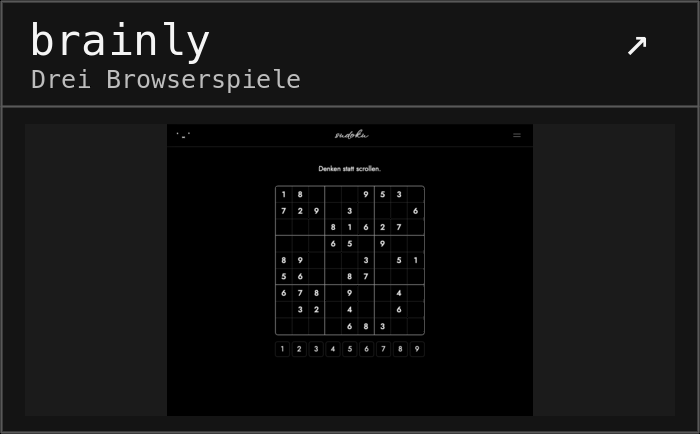 brainly
Drei Browserspiele
sudoku
Denken statt scrollen.
1 8 9 5 3
7 2 9 3 6
8 1 6 2 7
6 5 9
8 9 3 5 1
5 6 8 7
6 7 8 9 4
3 2 4 6
6 8 3
1 2 3 4 5 6 7 8 9